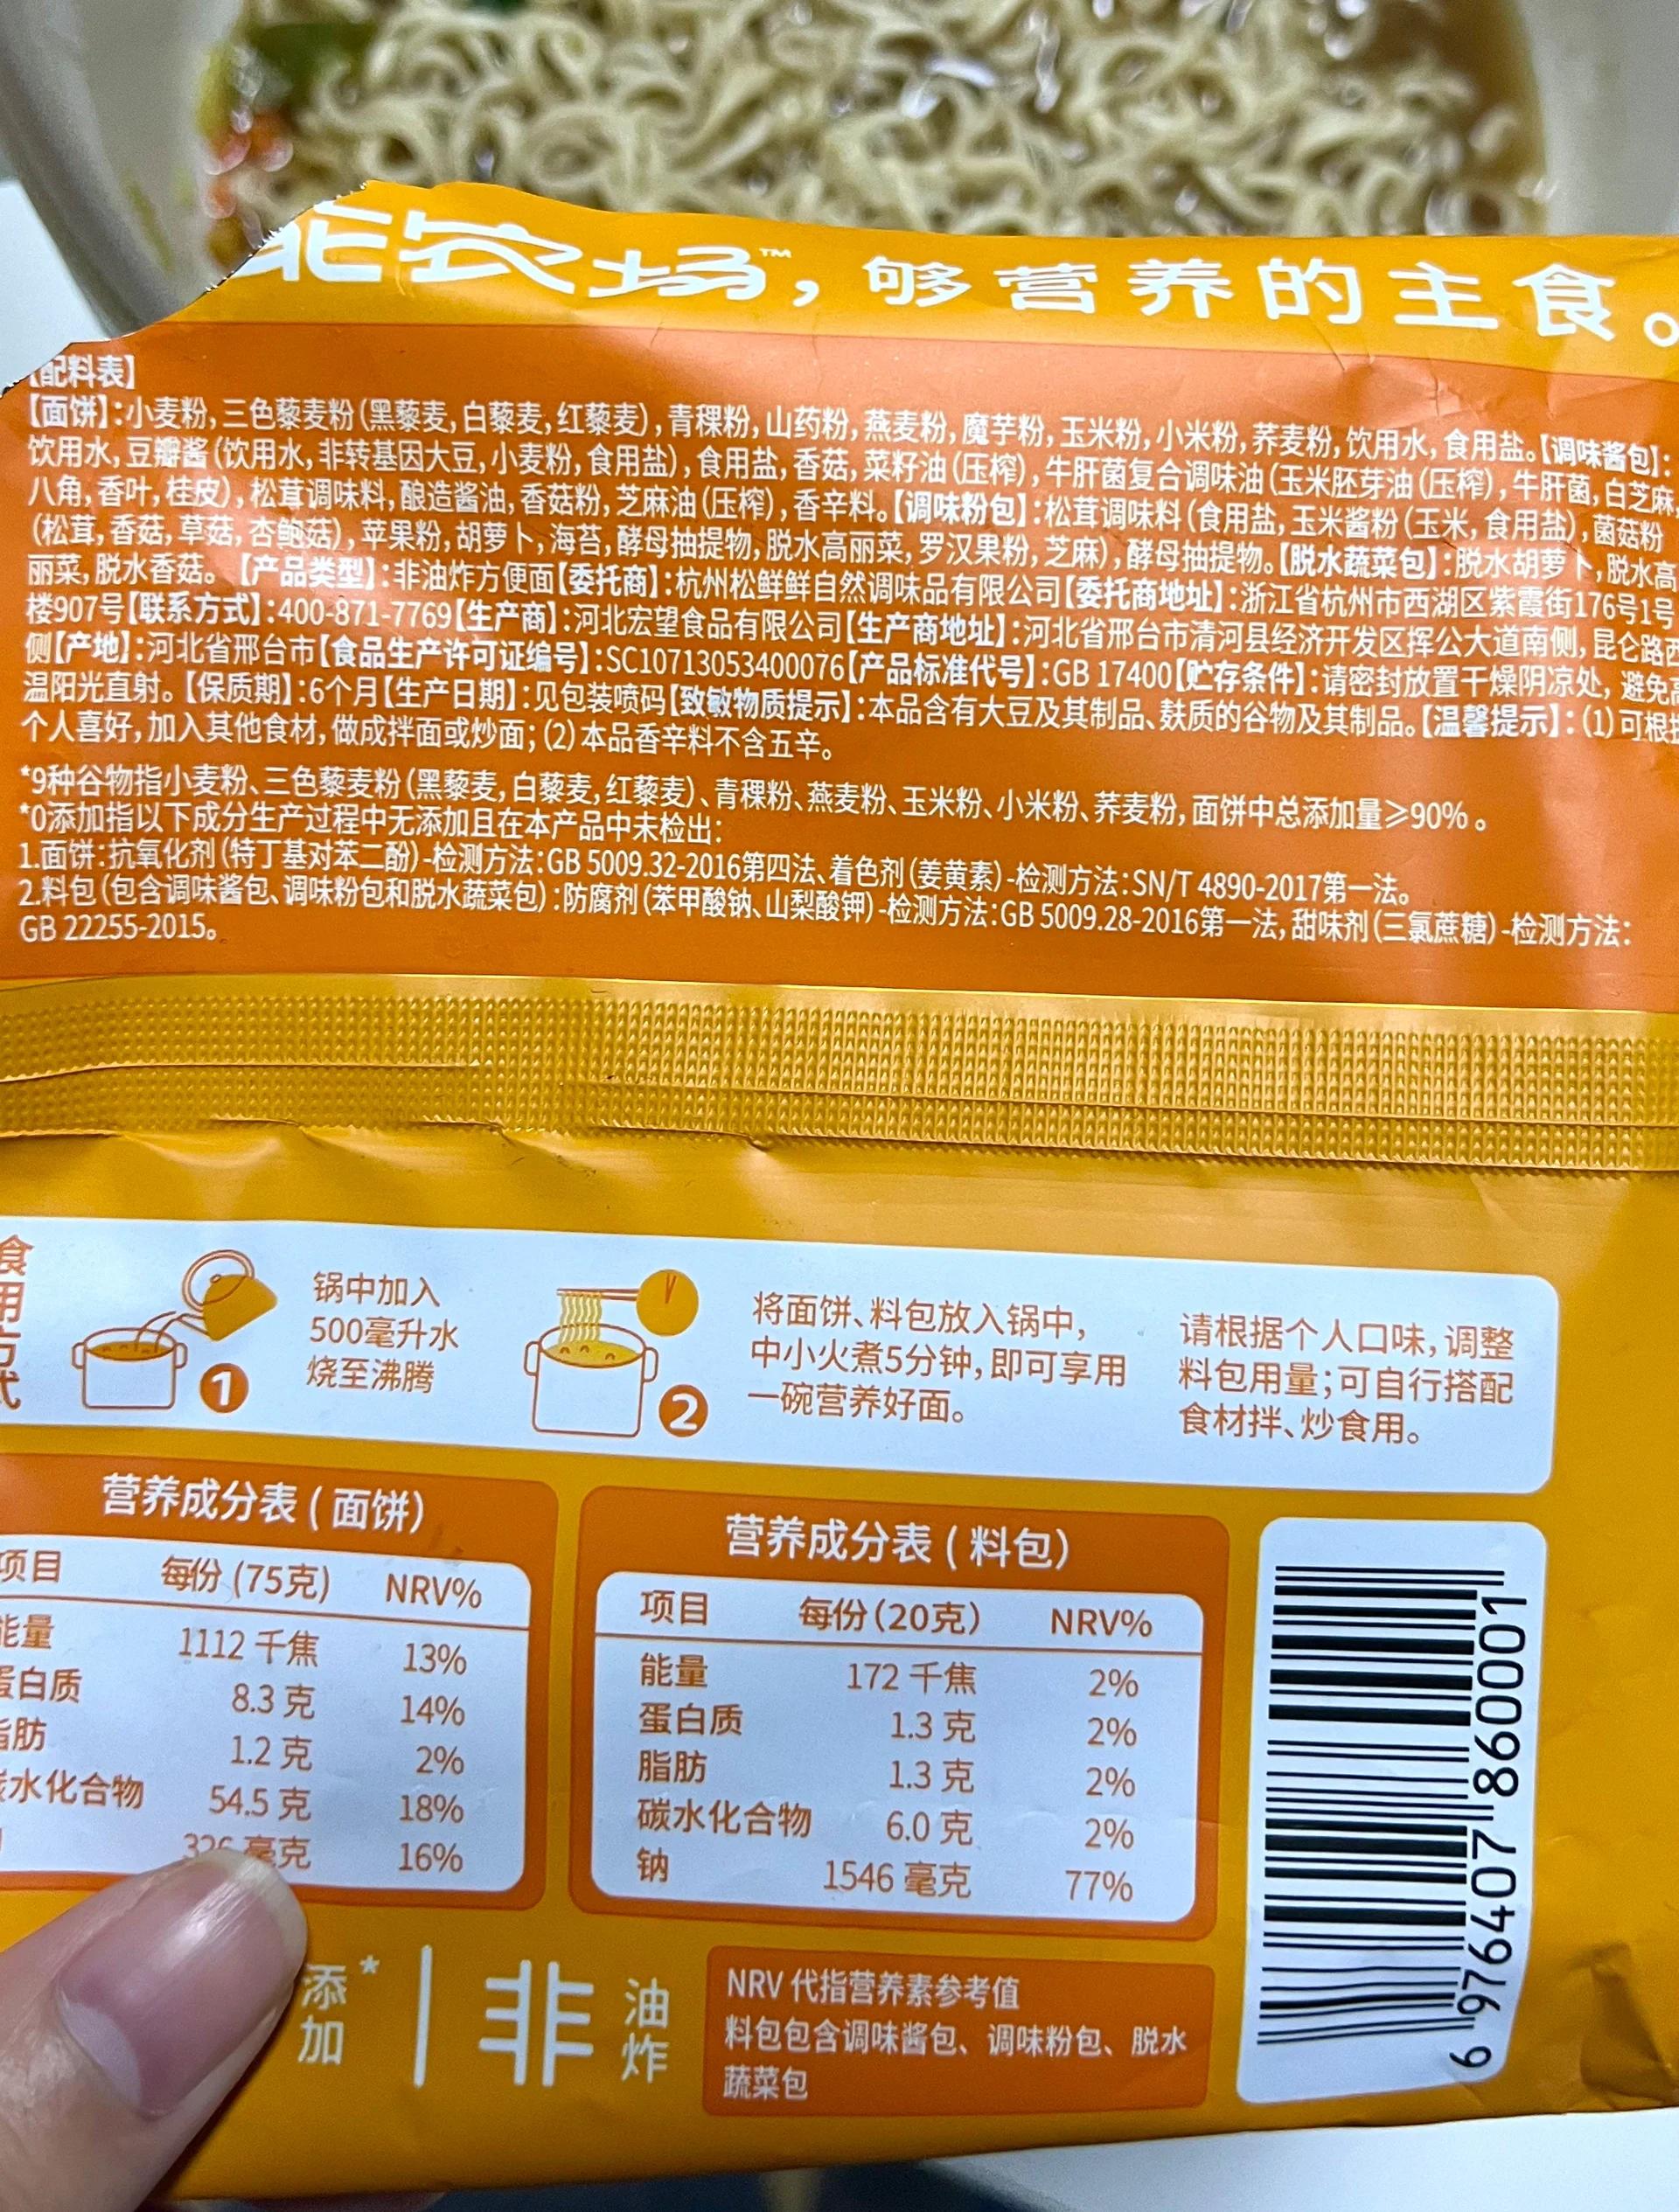 北农场™，够营养的主食。
【配料表】
【面饼】:小麦粉,三色藜麦粉(黑藜麦,白藜麦,红藜麦),青稞粉,山药粉,燕麦粉,魔芋粉,玉米粉,小米粉,荞麦粉,饮用水,食用盐。【调味酱包】:
饮用水,豆瓣酱(饮用水,非转基因大豆,小麦粉,食用盐),食用盐,香菇,菜籽油(压榨),牛肝菌复合调味油(玉米胚芽油(压榨),牛肝菌,白芝麻,
八角,香叶,桂皮),松茸调味料,酿造酱油,香菇粉,芝麻油(压榨),香辛料。【调味粉包】:松茸调味料(食用盐,玉米酱粉(玉米,食用盐),菌菇粉
(松茸,香菇,草菇,杏鲍菇),苹果粉,胡萝卜,海苔,酵母抽提物,脱水高丽菜,罗汉果粉,芝麻),酵母抽提物。【脱水蔬菜包】:脱水胡萝卜,脱水高
丽菜,脱水香菇。【产品类型】:非油炸方便面【委托商】:杭州松鲜鲜自然调味品有限公司【委托商地址】:浙江省杭州市西湖区紫霞街176号1号
楼907号【联系方式】:400-871-7769【生产商】:河北宏望食品有限公司【生产商地址】:河北省邢台市清河县经济开发区挥公大道南侧,昆仑路西
侧【产地】:河北省邢台市【食品生产许可证编号】:SC10713053400076【产品标准代号】:GB 17400【贮存条件】:请密封放置干燥阴凉处,避免高
温阳光直射。【保质期】:6个月【生产日期】:见包装喷码【致敏物质提示】:本品含有大豆及其制品、麸质的谷物及其制品。【温馨提示】:(1)可根据
个人喜好,加入其他食材,做成拌面或炒面;(2)本品香辛料不含五辛。
*9种谷物指小麦粉、三色藜麦粉(黑藜麦,白藜麦,红藜麦)、青稞粉、燕麦粉、玉米粉、小米粉、荞麦粉,面饼中总添加量≥90%。
*0添加指以下成分生产过程中无添加且在本产品中未检出:
1.面饼:抗氧化剂(特丁基对苯二酚)-检测方法:GB 5009.32-2016第四法、着色剂(姜黄素)-检测方法:SN/T 4890-2017第一法。
2.料包(包含调味酱包、调味粉包和脱水蔬菜包):防腐剂(苯甲酸钠、山梨酸钾)-检测方法:GB 5009.28-2016第一法,甜味剂(三氯蔗糖)-检测方法:
GB 22255-2015。
食用方式
锅中加入
500毫升水
烧至沸腾
1
将面饼、料包放入锅中,
中小火煮5分钟,即可享用
一碗营养好面。
2
请根据个人口味,调整
料包用量;可自行搭配
食材拌、炒食用。
营养成分表(面饼)
项目 每份(75克) NRV%
能量 1112 千焦 13%
蛋白质 8.3 克 14%
脂肪 1.2 克 2%
碳水化合物 54.5 克 18%
毫克 16%
营养成分表(料包)
项目 每份(20克) NRV%
能量 172 千焦 2%
蛋白质 1.3 克 2%
脂肪 1.3 克 2%
碳水化合物 6.0 克 2%
钠 1546 毫克 77%
9 976407 860001
添加*
非油炸
NRV 代指营养素参考值
料包包含调味酱包、调味粉包、脱水
蔬菜包